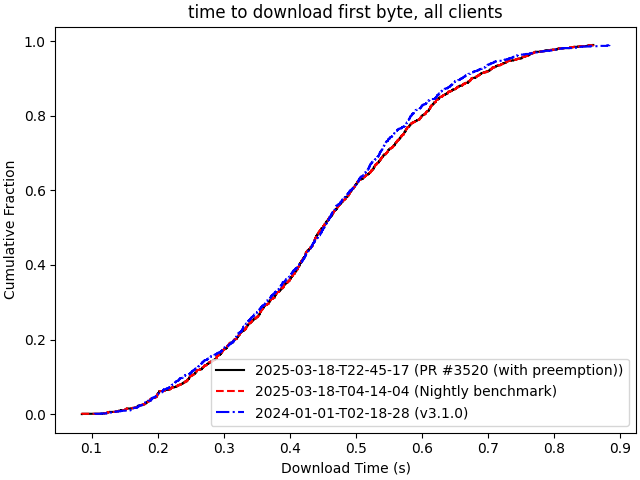 time to download first byte, all clients
Cumulative Fraction
1.0
0.8
0.6
0.4
0.2
0.0
2025-03-18-T22-45-17 (PR #3520 (with preemption))
2025-03-18-T04-14-04 (Nightly benchmark)
2024-01-01-T02-18-28 (v3.1.0)
0.1 0.2 0.3 0.4 0.5 0.6 0.7 0.8 0.9
Download Time (s)